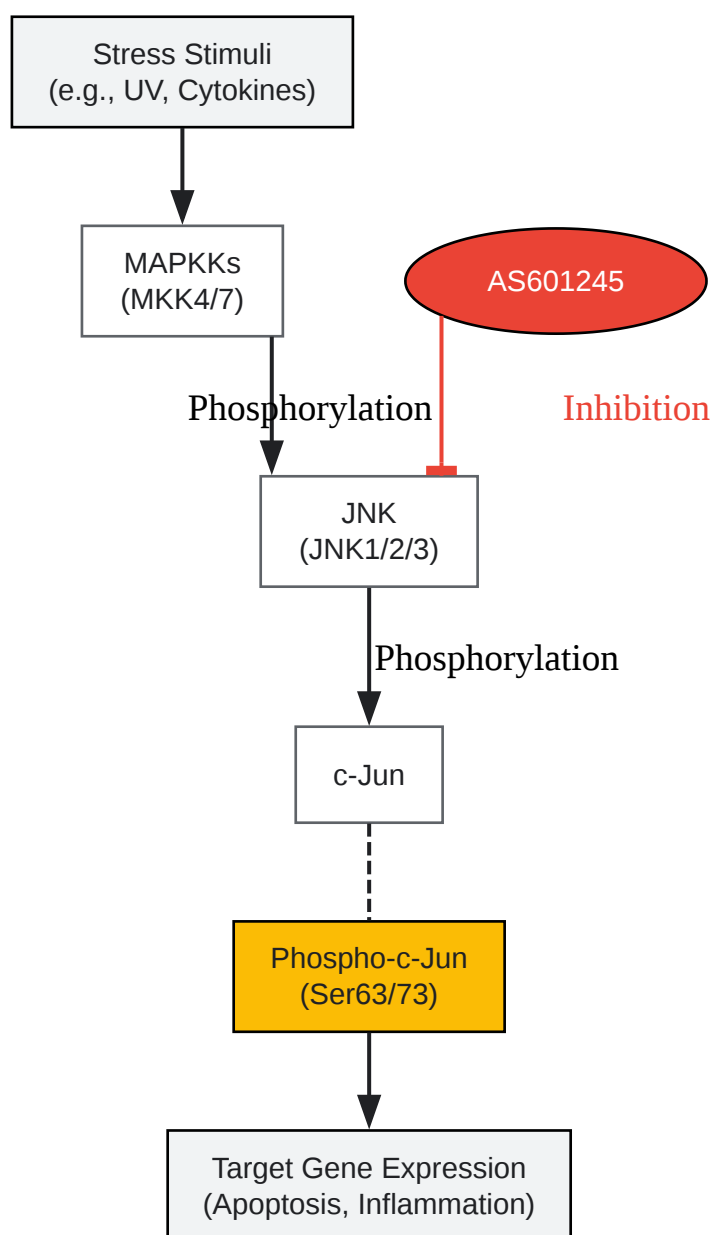 Stress Stimuli
(e.g., UV, Cytokines)
MAPKKs
(MKK4/7)
AS601245
Phosphorylation
Inhibition
JNK
(JNK1/2/3)
Phosphorylation
c-Jun
Phospho-c-Jun
(Ser63/73)
Target Gene Expression
(Apoptosis, Inflammation)